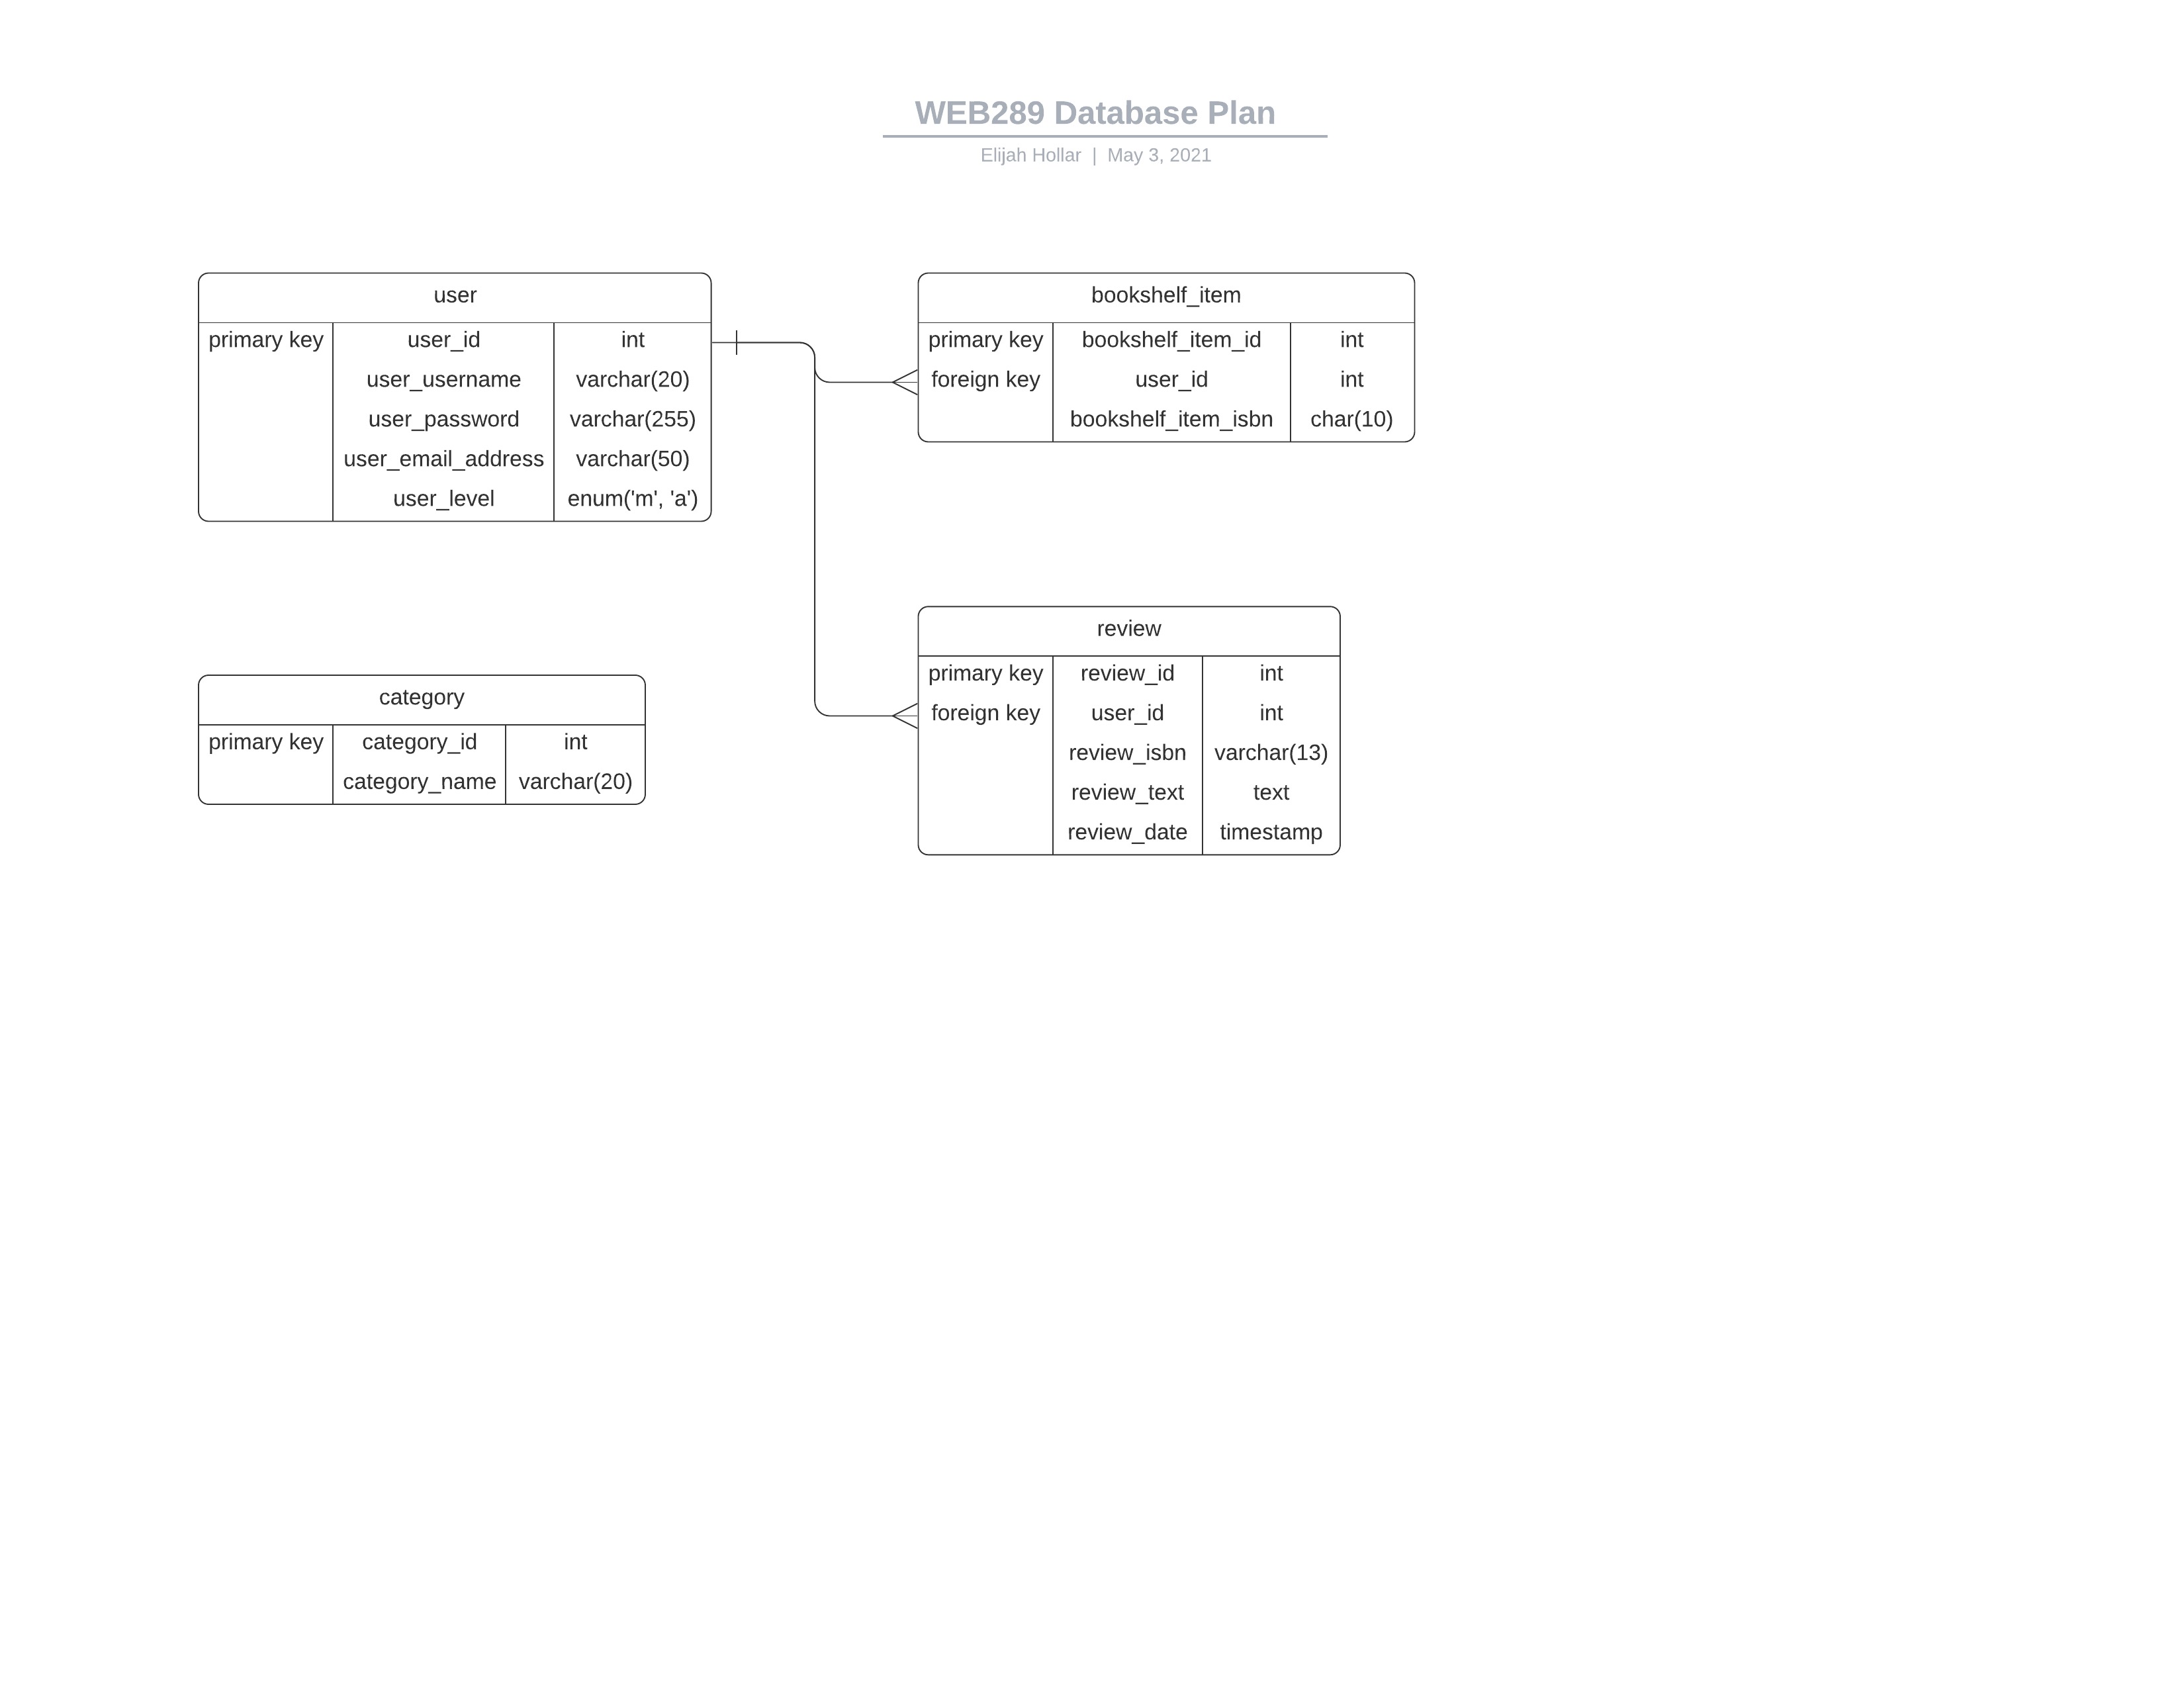 WEB289 Database Plan
Elijah Hollar | May 3, 2021
user
primary key user_id int
user_username varchar(20)
user_password varchar(255)
user_email_address varchar(50)
user_level enum('m', 'a')
bookshelf_item
primary key bookshelf_item_id int
foreign key user_id int
bookshelf_item_isbn char(10)
category
primary key category_id int
category_name varchar(20)
review
primary key review_id int
foreign key user_id int
review_isbn varchar(13)
review_text text
review_date timestamp